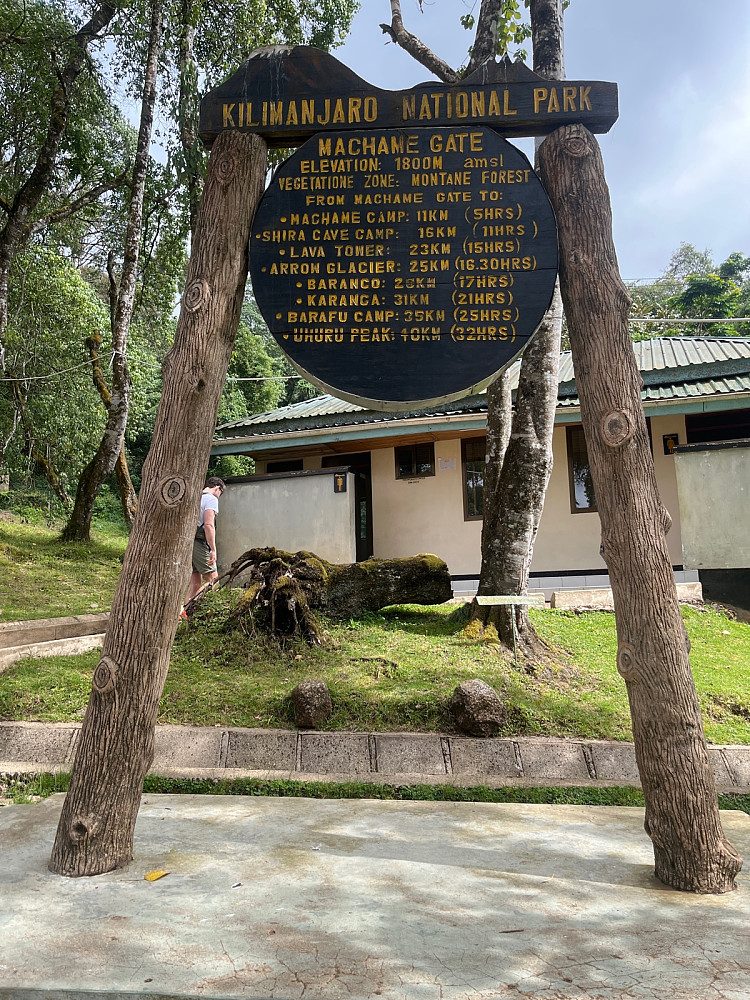 KILIMANJARO NATIONAL PARK
MACHAME GATE
ELEVATION: 1800M amsl
VEGETATIONE ZONE: MONTANE FOREST
FROM MACHAME GATE TO:
•MACHAME CAMP: 11KM (5HRS)
•SHIRA CAVE CAMP: 16KM (11HRS)
•LAVA TOWER: 23KM (15HRS)
•ARROW GLACIER: 25KM (16.30HRS)
•BARANCO: 28KM (17HRS)
•KARANGA: 31KM (21HRS)
•BARAFU CAMP: 35KM (25HRS)
•UHURU PEAK: 40KM (32HRS)